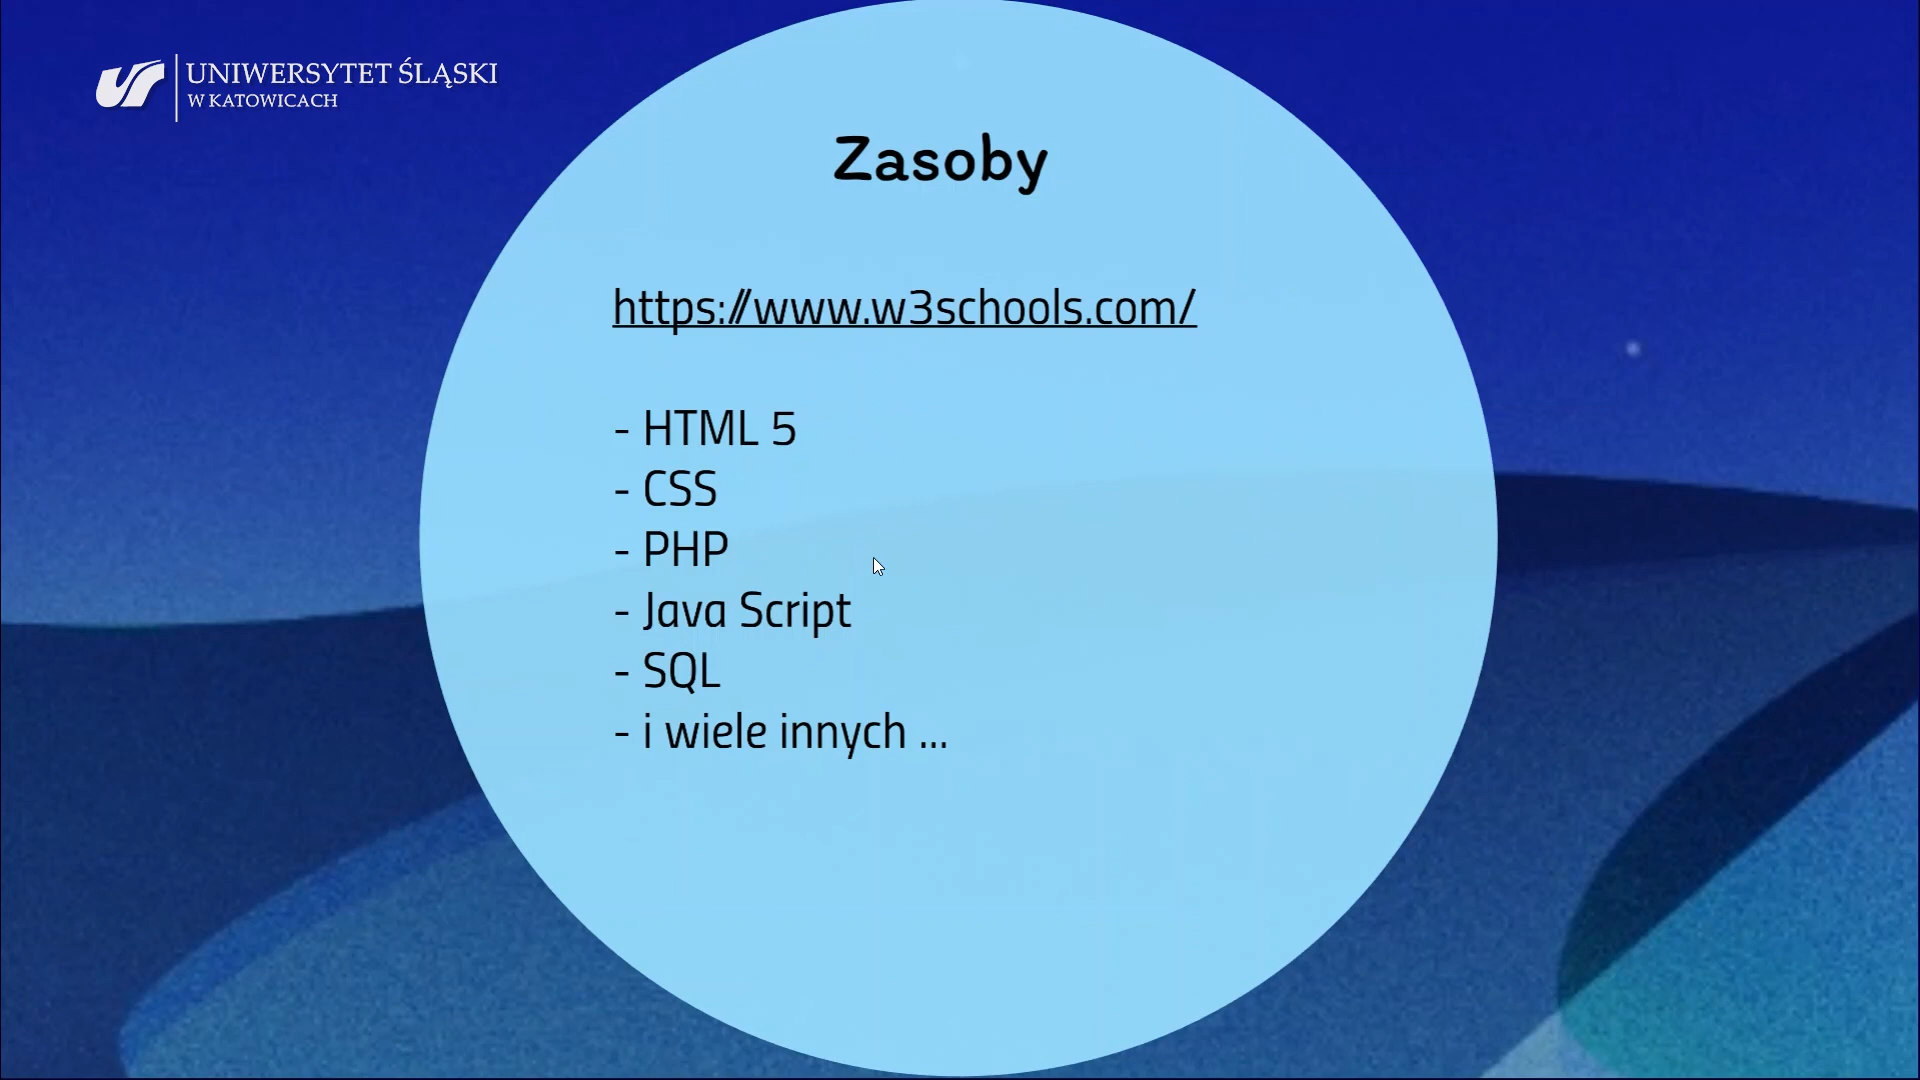 UNIWERSYTET ŚLĄSKI
W KATOWICACH
Zasoby
https://www.w3schools.com/
- HTML 5
- CSS
- PHP
- Java Script
- SQL
- i wiele innych ...